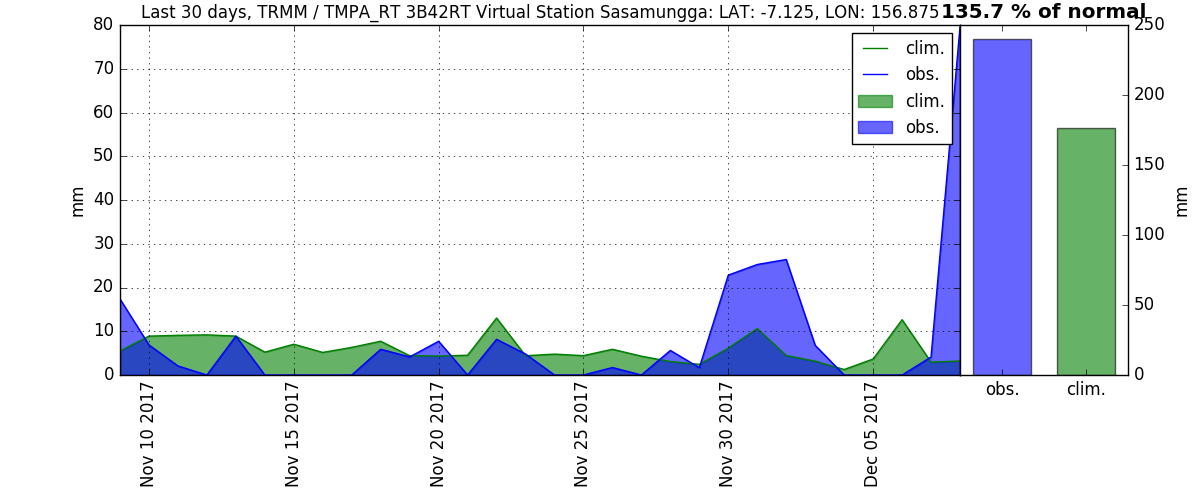 Last 30 days, TRMM / TMPA_RT 3B42RT Virtual Station Sasamungga: LAT: -7.125, LON: 156.875
135.7 % of normal
80
70
60
50
40
30
20
10
0
mm
clim.
obs.
clim.
obs.
250
200
150
100
50
0
mm
Nov 10 2017
Nov 15 2017
Nov 20 2017
Nov 25 2017
Nov 30 2017
Dec 05 2017
obs.
clim.